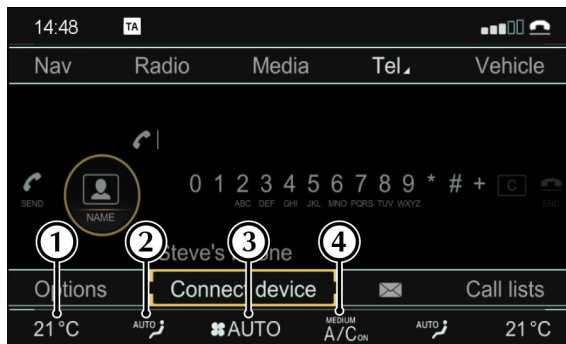 14:48 TA
Nav Radio Media Tel Vehicle
0 1 2 3 4 5 6 7 8 9 * # + C
ABC DEF GHI JKL MNO PQRS TUV WXYZ
SEND END
NAME
1 2 3 4
Steve's
Options Connect device Call lists
21 °C AUTO AUTO MEDIUM A/C ON AUTO 21 °C